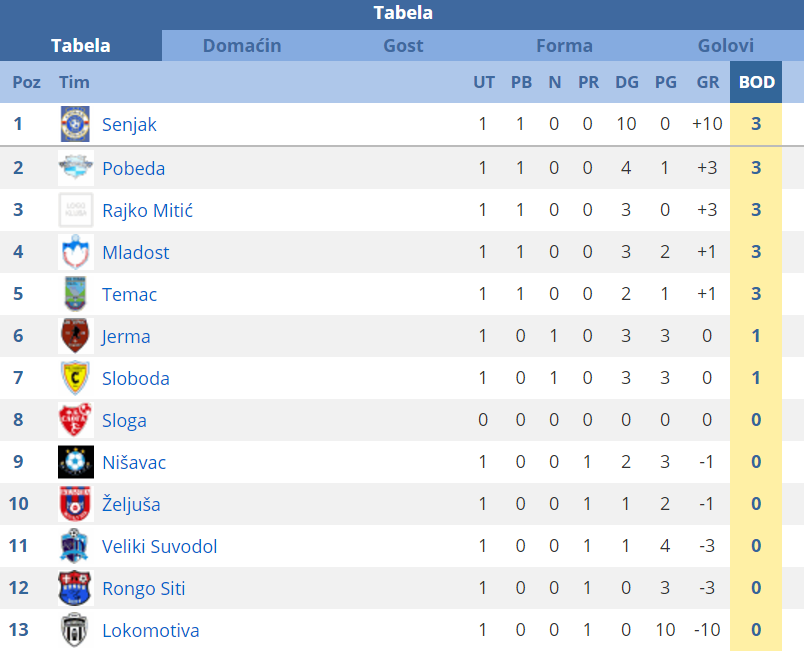 Tabela
Tabela Domaćin Gost Forma Golovi
Poz Tim UT PB N PR DG PG GR BOD
1 Senjak 1 1 0 0 10 0 +10 3
2 Pobeda 1 1 0 0 4 1 +3 3
3 Rajko Mitić 1 1 0 0 3 0 +3 3
4 Mladost 1 1 0 0 3 2 +1 3
5 Temac 1 1 0 0 2 1 +1 3
6 Jerma 1 0 1 0 3 3 0 1
7 Sloboda 1 0 1 0 3 3 0 1
8 Sloga 0 0 0 0 0 0 0 0
9 Nišavac 1 0 0 1 2 3 -1 0
10 Željuša 1 0 0 1 1 2 -1 0
11 Veliki Suvodol 1 0 0 1 1 4 -3 0
12 Rongo Siti 1 0 0 1 0 3 -3 0
13 Lokomotiva 1 0 0 1 0 10 -10 0